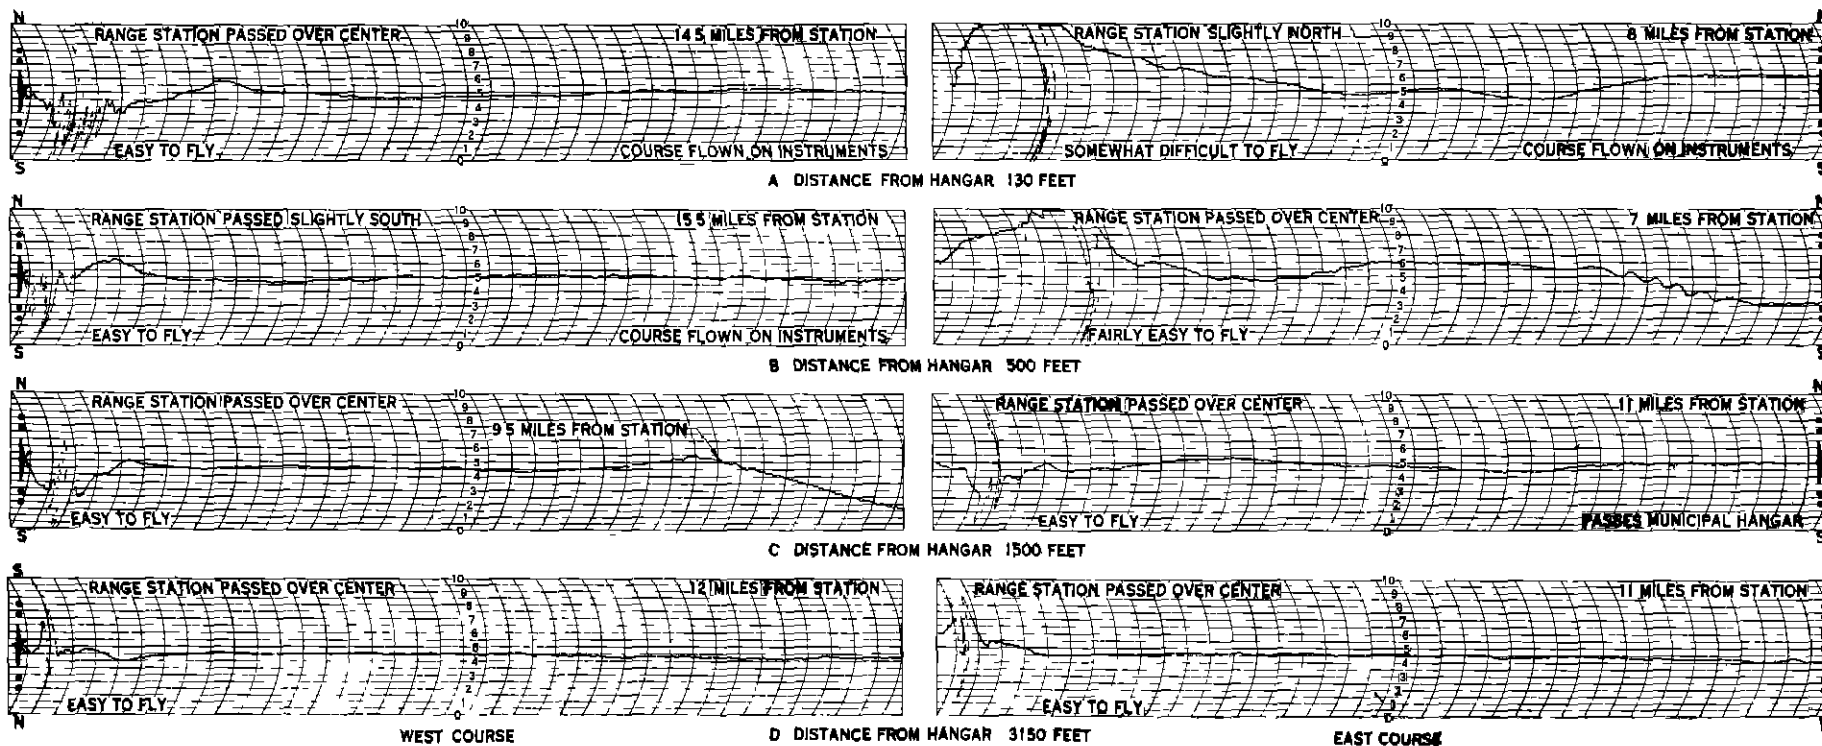 N
RANGE STATION PASSED OVER CENTER
14 5 MILES FROM STATION
EASY TO FLY
COURSE FLOWN ON INSTRUMENTS
S
RANGE STATION SLIGHTLY NORTH
8 MILES FROM STATION
SOMEWHAT DIFFICULT TO FLY
COURSE FLOWN ON INSTRUMENTS
S
A DISTANCE FROM HANGAR 130 FEET
N
RANGE STATION PASSED SLIGHTLY SOUTH
15 5 MILES FROM STATION
EASY TO FLY
COURSE FLOWN ON INSTRUMENTS
S
N
RANGE STATION PASSED OVER CENTER
7 MILES FROM STATION
FAIRLY EASY TO FLY
S
B DISTANCE FROM HANGAR 500 FEET
N
RANGE STATION PASSED OVER CENTER
9 5 MILES FROM STATION
EASY TO FLY
S
N
RANGE STATION PASSED OVER CENTER
11 MILES FROM STATION
EASY TO FLY
PASSES MUNICIPAL HANGAR
S
C DISTANCE FROM HANGAR 1500 FEET
S
RANGE STATION PASSED OVER CENTER
12 MILES FROM STATION
EASY TO FLY
N
RANGE STATION PASSED OVER CENTER
11 MILES FROM STATION
EASY TO FLY
D DISTANCE FROM HANGAR 3150 FEET
WEST COURSE
EAST COURSE